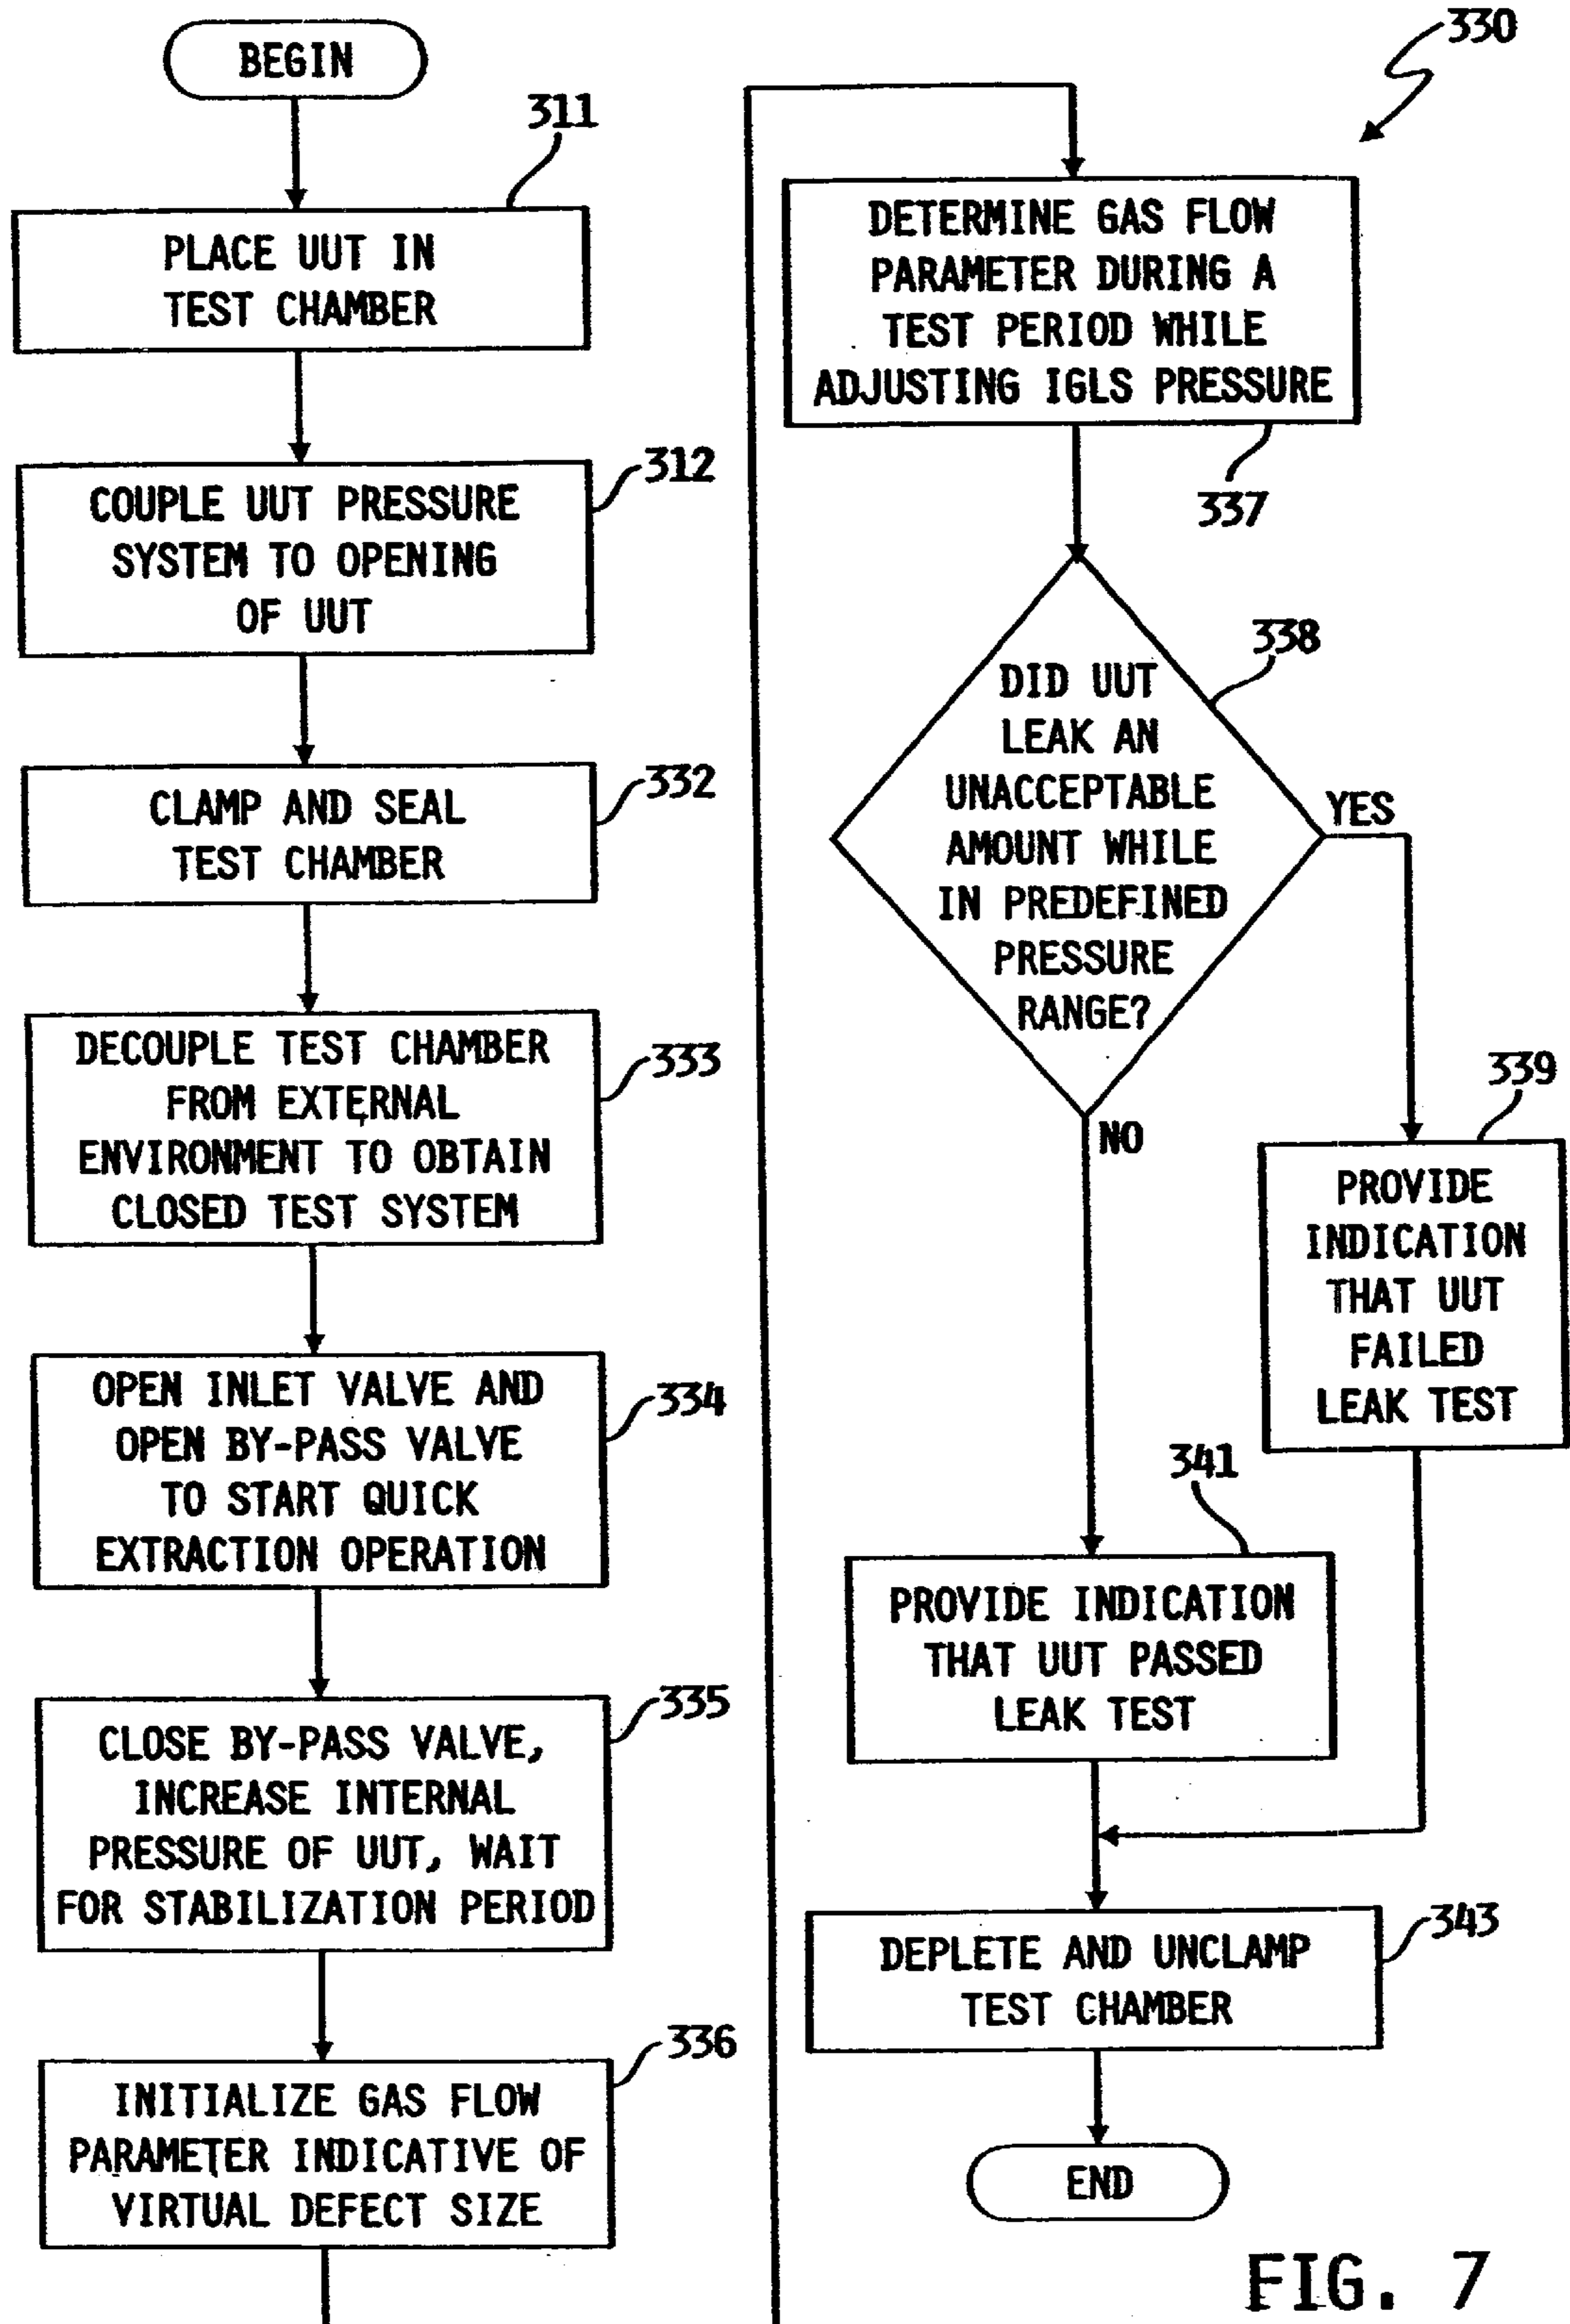 BEGIN
311
PLACE UUT IN
TEST CHAMBER
312
COUPLE UUT PRESSURE
SYSTEM TO OPENING
OF UUT
332
CLAMP AND SEAL
TEST CHAMBER
333
DECOUPLE TEST CHAMBER
FROM EXTERNAL
ENVIRONMENT TO OBTAIN
CLOSED TEST SYSTEM
334
OPEN INLET VALVE AND
OPEN BY-PASS VALVE
TO START QUICK
EXTRACTION OPERATION
335
CLOSE BY-PASS VALVE,
INCREASE INTERNAL
PRESSURE OF UUT, WAIT
FOR STABILIZATION PERIOD
336
INITIALIZE GAS FLOW
PARAMETER INDICATIVE OF
VIRTUAL DEFECT SIZE
330
DETERMINE GAS FLOW
PARAMETER DURING A
TEST PERIOD WHILE
ADJUSTING IGLS PRESSURE
337
338
DID UUT
LEAK AN
UNACCEPTABLE
AMOUNT WHILE
IN PREDEFINED
PRESSURE
RANGE?
YES
NO
339
PROVIDE
INDICATION
THAT UUT
FAILED
LEAK TEST
341
PROVIDE INDICATION
THAT UUT PASSED
LEAK TEST
343
DEPLETE AND UNCLAMP
TEST CHAMBER
END
FIG. 7